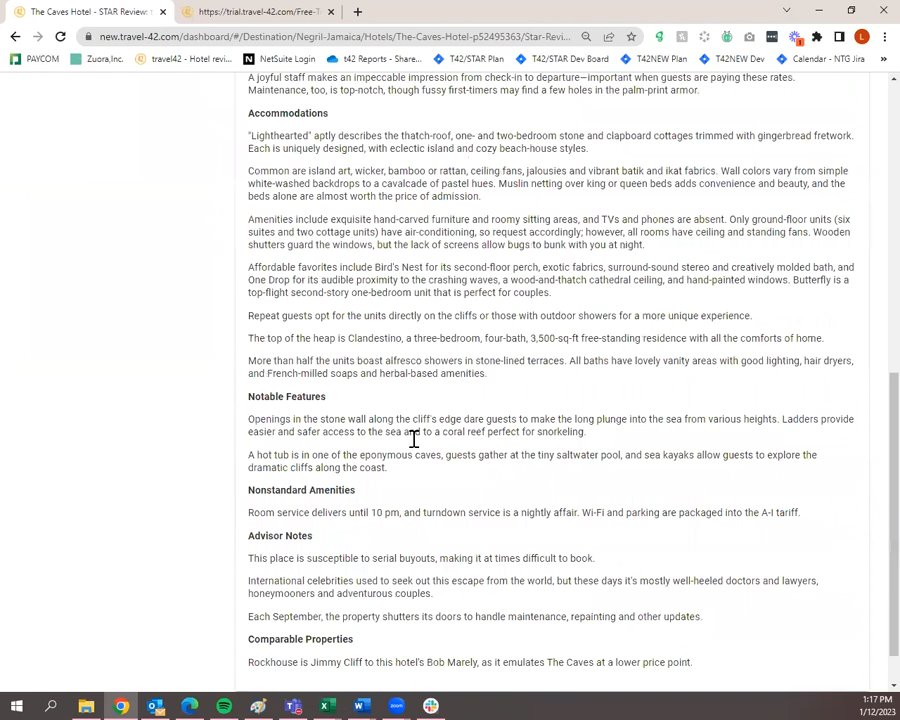 The Caves Hotel - STAR Review:
https://trial.travel-42.com/Free-T
new.travel-42.com/dashboard/#/Destination/Negril-Jamaica/Hotels/The-Caves-Hotel-p52495363/Star-Revi...
PAYCOM
Zuora,Inc.
travel42 - Hotel revi...
NetSuite Login
t42 Reports - Share...
T42/STAR Plan
T42/STAR Dev Board
T42NEW Plan
T42NEW Dev
Calendar - NTG Jira
A joyful staff makes an impeccable impression from check-in to departure—important when guests are paying these rates.
Maintenance, too, is top-notch, though fussy first-timers may find a few holes in the palm-print armor.
Accommodations
"Lighthearted" aptly describes the thatch-roof, one- and two-bedroom stone and clapboard cottages trimmed with gingerbread fretwork.
Each is uniquely designed, with eclectic island and cozy beach-house styles.
Common are island art, wicker, bamboo or rattan, ceiling fans, jalousies and vibrant batik and ikat fabrics. Wall colors vary from simple
white-washed backdrops to a cavalcade of pastel hues. Muslin netting over king or queen beds adds convenience and beauty, and the
beds alone are almost worth the price of admission.
Amenities include exquisite hand-carved furniture and roomy sitting areas, and TVs and phones are absent. Only ground-floor units (six
suites and two cottage units) have air-conditioning, so request accordingly; however, all rooms have ceiling and standing fans. Wooden
shutters guard the windows, but the lack of screens allow bugs to bunk with you at night.
Affordable favorites include Bird's Nest for its second-floor perch, exotic fabrics, surround-sound stereo and creatively molded bath, and
One Drop for its audible proximity to the crashing waves, a wood-and-thatch cathedral ceiling, and hand-painted windows. Butterfly is a
top-flight second-story one-bedroom unit that is perfect for couples.
Repeat guests opt for the units directly on the cliffs or those with outdoor showers for a more unique experience.
The top of the heap is Clandestino, a three-bedroom, four-bath, 3,500-sq-ft free-standing residence with all the comforts of home.
More than half the units boast alfresco showers in stone-lined terraces. All baths have lovely vanity areas with good lighting, hair dryers,
and French-milled soaps and herbal-based amenities.
Notable Features
Openings in the stone wall along the cliff's edge dare guests to make the long plunge into the sea from various heights. Ladders provide
easier and safer access to the sea and to a coral reef perfect for snorkeling.
A hot tub is in one of the eponymous caves, guests gather at the tiny saltwater pool, and sea kayaks allow guests to explore the
dramatic cliffs along the coast.
Nonstandard Amenities
Room service delivers until 10 pm, and turndown service is a nightly affair. Wi-Fi and parking are packaged into the A-I tariff.
Advisor Notes
This place is susceptible to serial buyouts, making it at times difficult to book.
International celebrities used to seek out this escape from the world, but these days it's mostly well-heeled doctors and lawyers,
honeymooners and adventurous couples.
Each September, the property shutters its doors to handle maintenance, repainting and other updates.
Comparable Properties
Rockhouse is Jimmy Cliff to this hotel's Bob Marely, as it emulates The Caves at a lower price point.
1:17 PM
1/12/2023